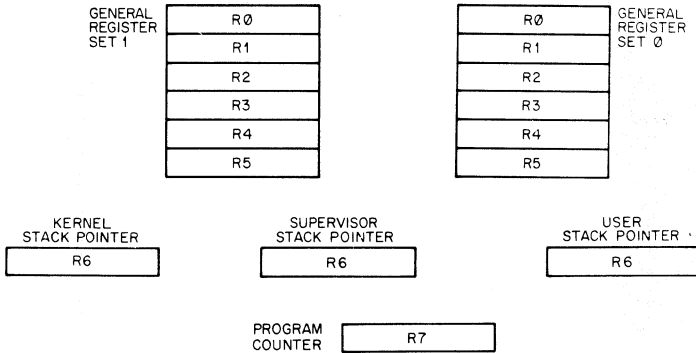 GENERAL
REGISTER
SET 1
RØ
R1
R2
R3
R4
R5
GENERAL
REGISTER
SET Ø
RØ
R1
R2
R3
R4
R5
KERNEL
STACK POINTER
R6
SUPERVISOR
STACK POINTER
R6
USER
STACK POINTER
R6
PROGRAM
COUNTER
R7